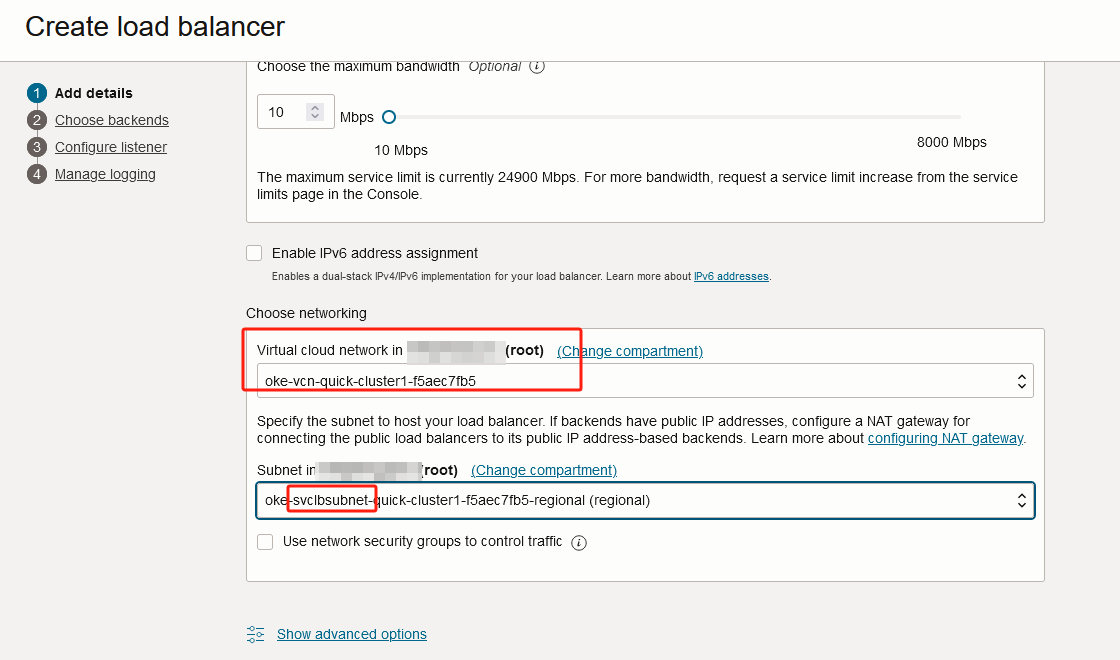 Create load balancer
1 Add details
2 Choose backends
3 Configure listener
4 Manage logging
Choose the maximum bandwidth Optional i
10 Mbps
10 Mbps 8000 Mbps
The maximum service limit is currently 24900 Mbps. For more bandwidth, request a service limit increase from the service
limits page in the Console.
Enable IPv6 address assignment
Enables a dual-stack IPv4/IPv6 implementation for your load balancer. Learn more about IPv6 addresses.
Choose networking
Virtual cloud network in (root) (Change compartment)
oke-vcn-quick-cluster1-f5aec7fb5
Specify the subnet to host your load balancer. If backends have public IP addresses, configure a NAT gateway for
connecting the public load balancers to its public IP address-based backends. Learn more about configuring NAT gateway.
Subnet in (root) (Change compartment)
oke-svclbsubnet-quick-cluster1-f5aec7fb5-regional (regional)
Use network security groups to control traffic i
Show advanced options